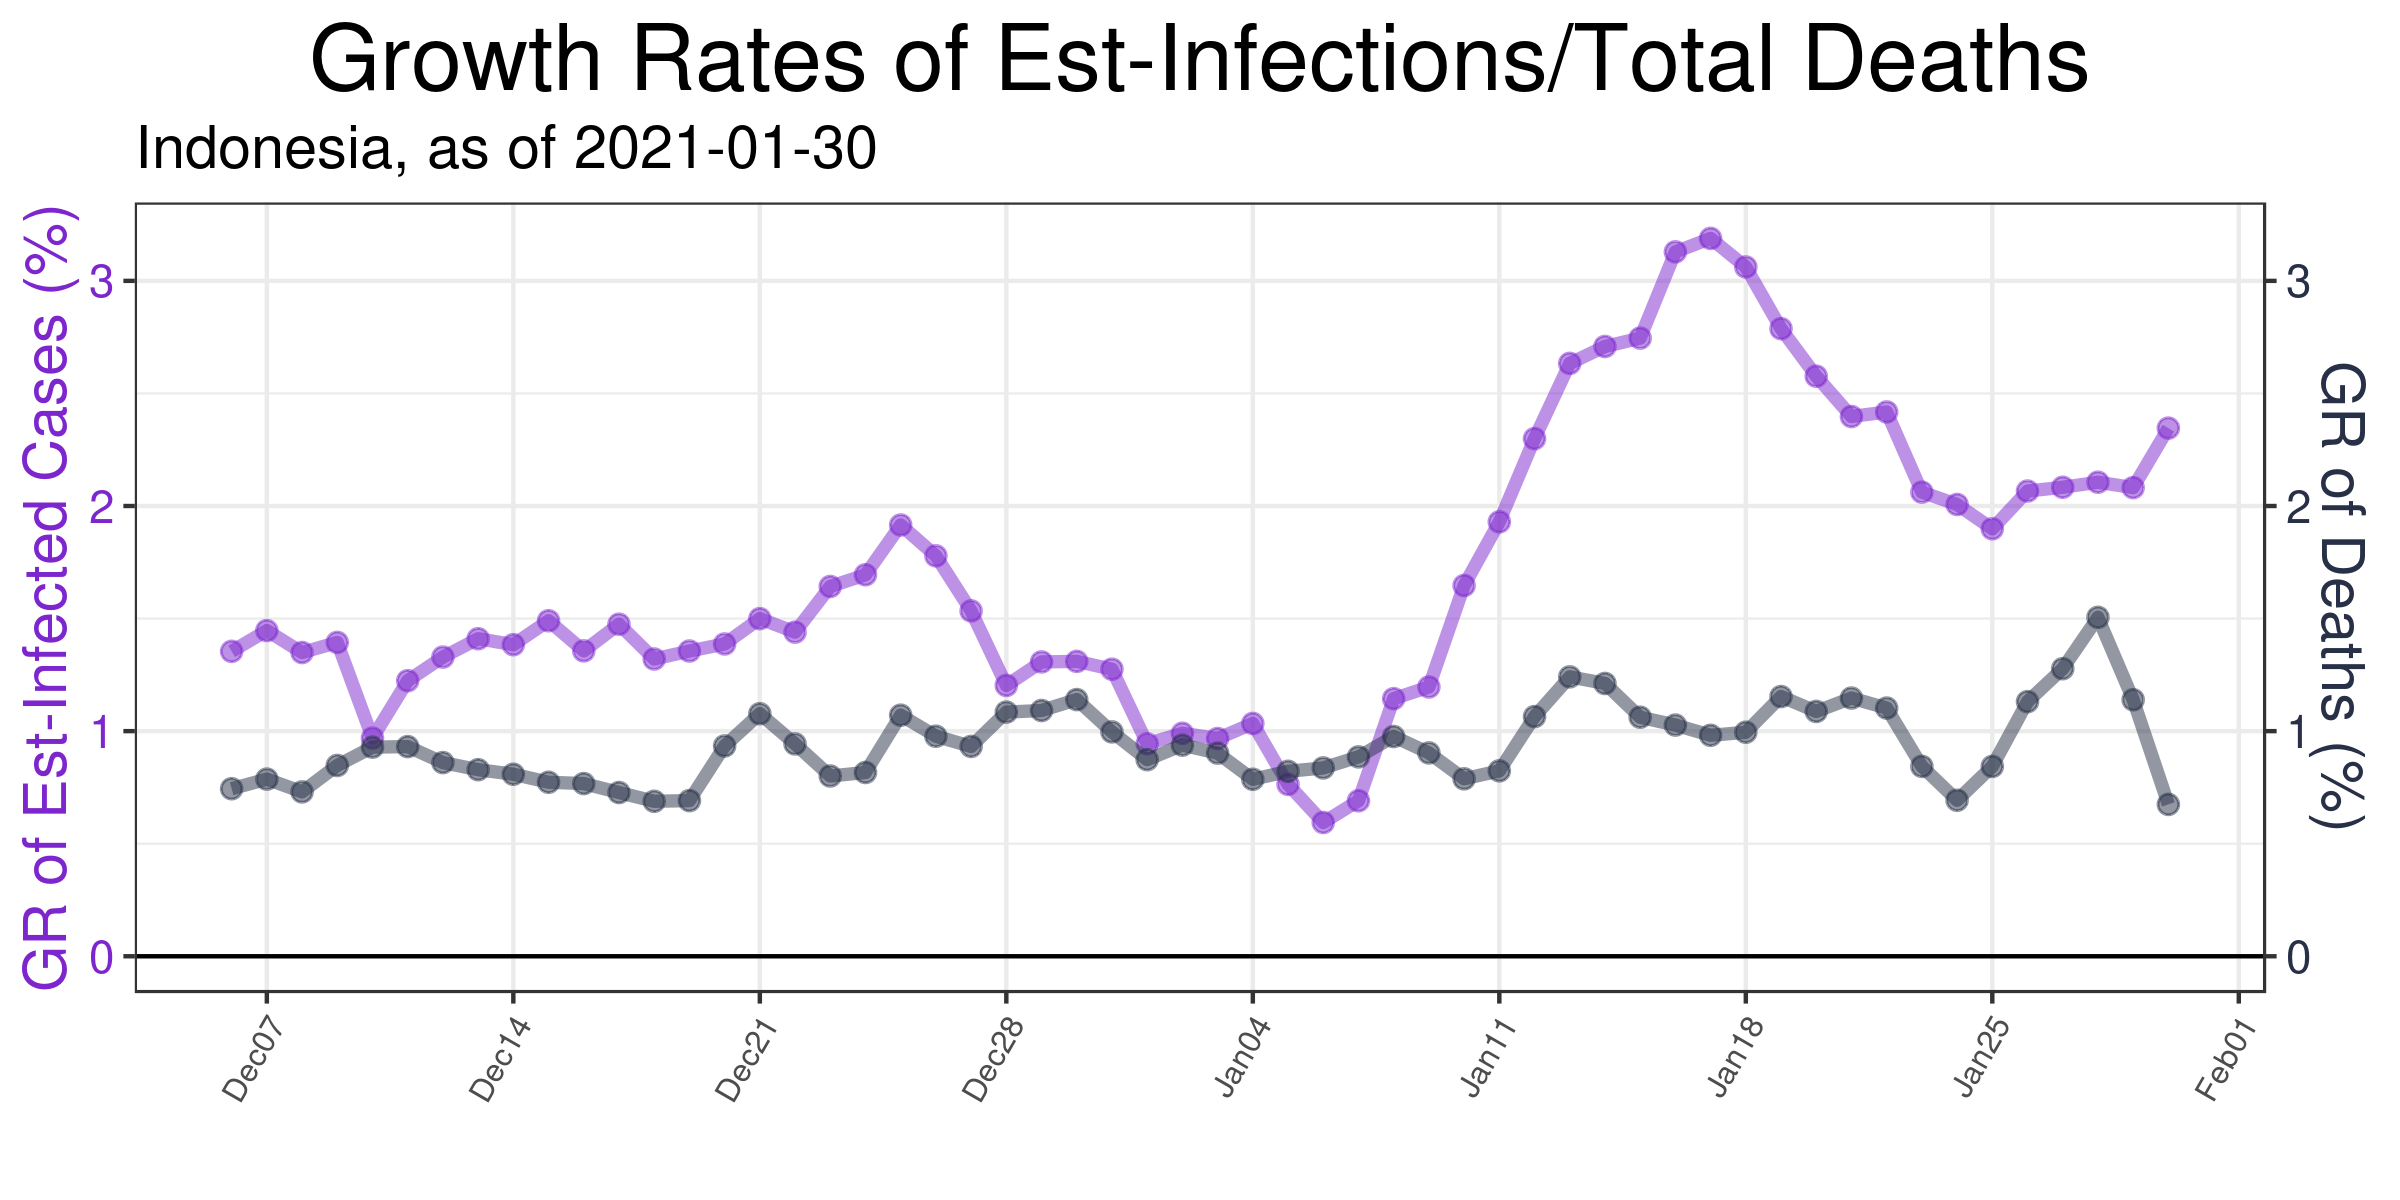 Growth Rates of Est-Infections/Total Deaths
Indonesia, as of 2021-01-30
GR of Est-Infected Cases (%)
3
2
1
0
3
2
1
0
GR of Deaths (%)
Dec07
Dec14
Dec21
Dec28
Jan04
Jan11
Jan18
Jan25
Feb01